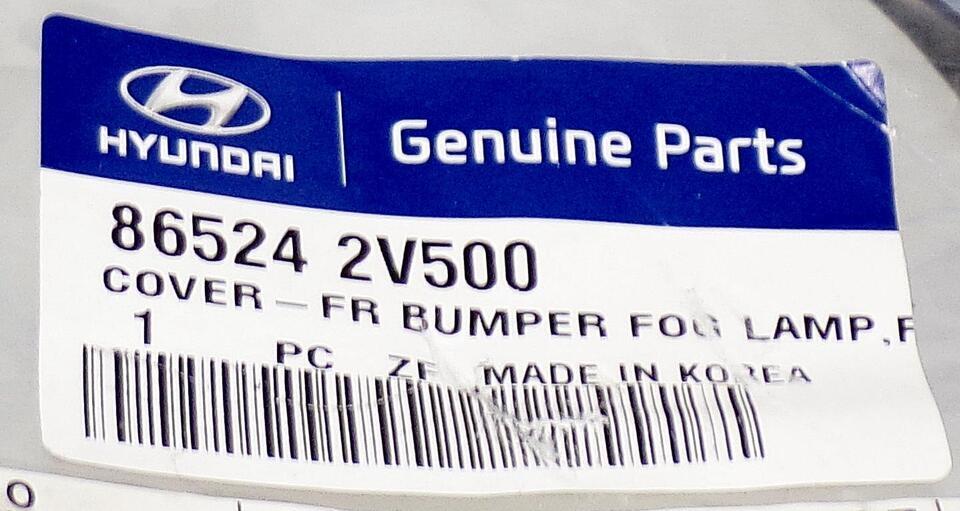 HYUNDAI
Genuine Parts
86524 2V500
COVER - FR BUMPER FOG LAMP,
1 PC MADE IN KOREA
O